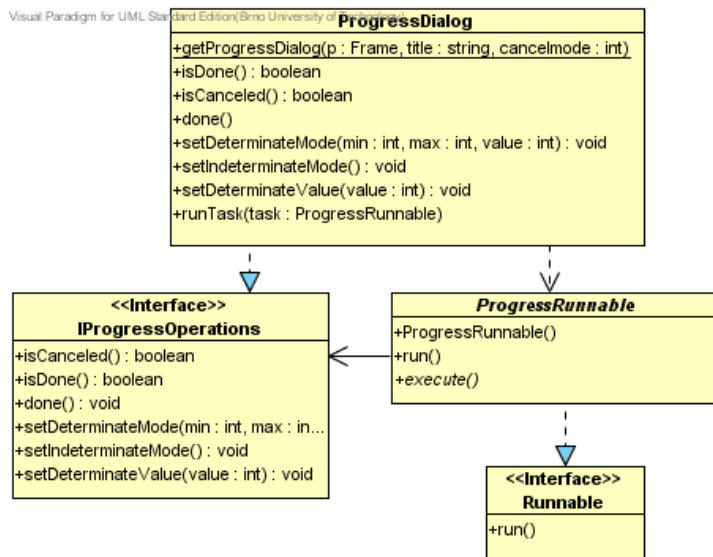 Visual Paradigm for UML Standard Edition(Brno University of Technology)
ProgressDialog
+getProgressDialog(p : Frame, title : string, cancelmode : int)
+isDone() : boolean
+isCanceled() : boolean
+done()
+setDeterminateMode(min : int, max : int, value : int) : void
+setIndeterminateMode() : void
+setDeterminateValue(value : int) : void
+runTask(task : ProgressRunnable)
<<Interface>>
IProgressOperations
+isCanceled() : boolean
+isDone() : boolean
+done() : void
+setDeterminateMode(min : int, max : in...
+setIndeterminateMode() : void
+setDeterminateValue(value : int) : void
ProgressRunnable
+ProgressRunnable()
+run()
+execute()
<<Interface>>
Runnable
+run()